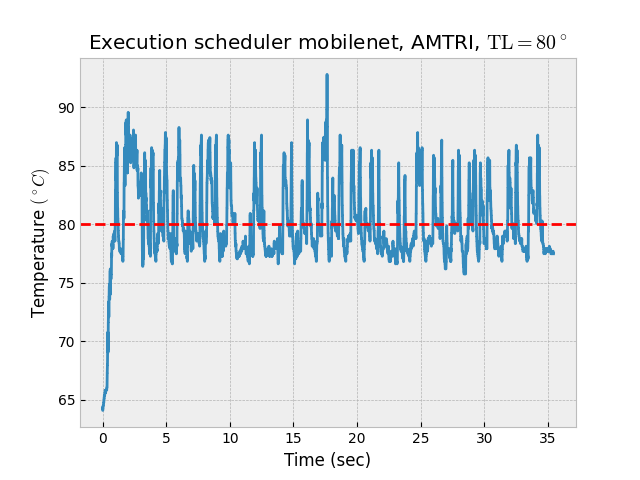 Execution scheduler mobilenet, AMTRI, TL = 80°
90
85
80
75
70
65
Temperature (°C)
0 5 10 15 20 25 30 35
Time (sec)